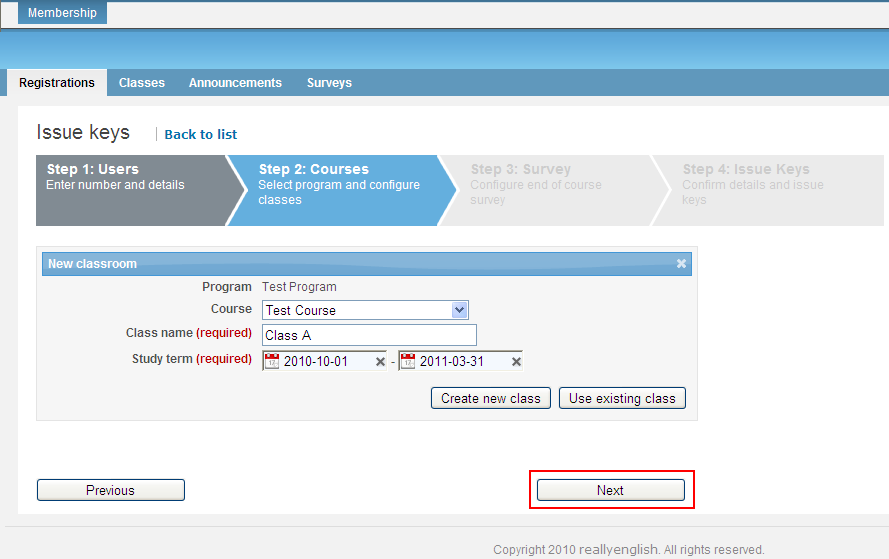 Membership
Registrations Classes Announcements Surveys
Issue keys Back to list
Step 1: Users
Enter number and details
Step 2: Courses
Select program and configure
classes
Step 3: Survey
Configure end of course
survey
Step 4: Issue Keys
Confirm details and issue
keys
New classroom
Program Test Program
Course Test Course
Class name (required) Class A
Study term (required) 2010-10-01 - 2011-03-31
Create new class Use existing class
Previous Next
Copyright 2010 reallyenglish. All rights reserved.